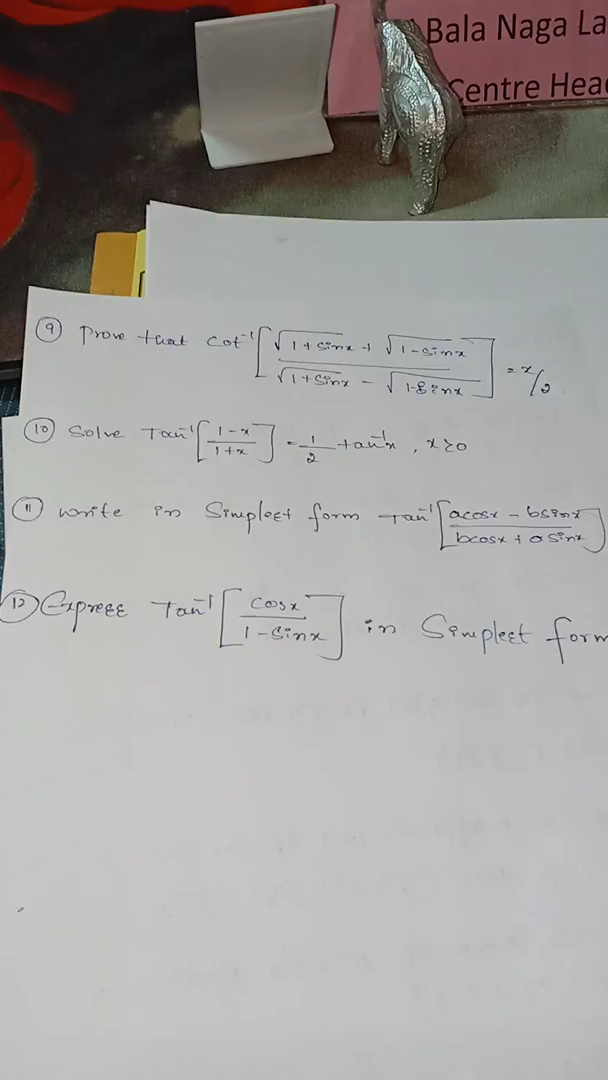 Bala Naga La
Centre Hea
9 Prove that cot⁻¹[(√(1+sinx) + √(1-sinx))/(√(1+sinx) - √(1-sinx))] = x/2
10 Solve Tan⁻¹[(1-x)/(1+x)] = 1/2 tan⁻¹x, x>0
11 write in Simplest form Tan⁻¹[(acosx - bsinx)/(bcosx + asinx)]
12 Express Tan⁻¹[cosx/(1-sinx)] in Simplest form